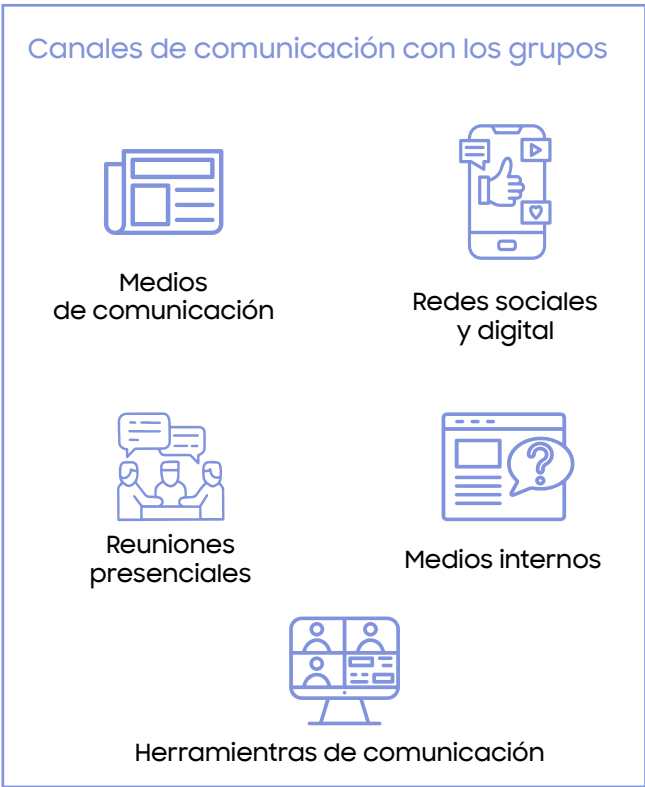 Canales de comunicación con los grupos
Medios
de comunicación
Redes sociales
y digital
Reuniones
presenciales
Medios internos
Herramientras de comunicación